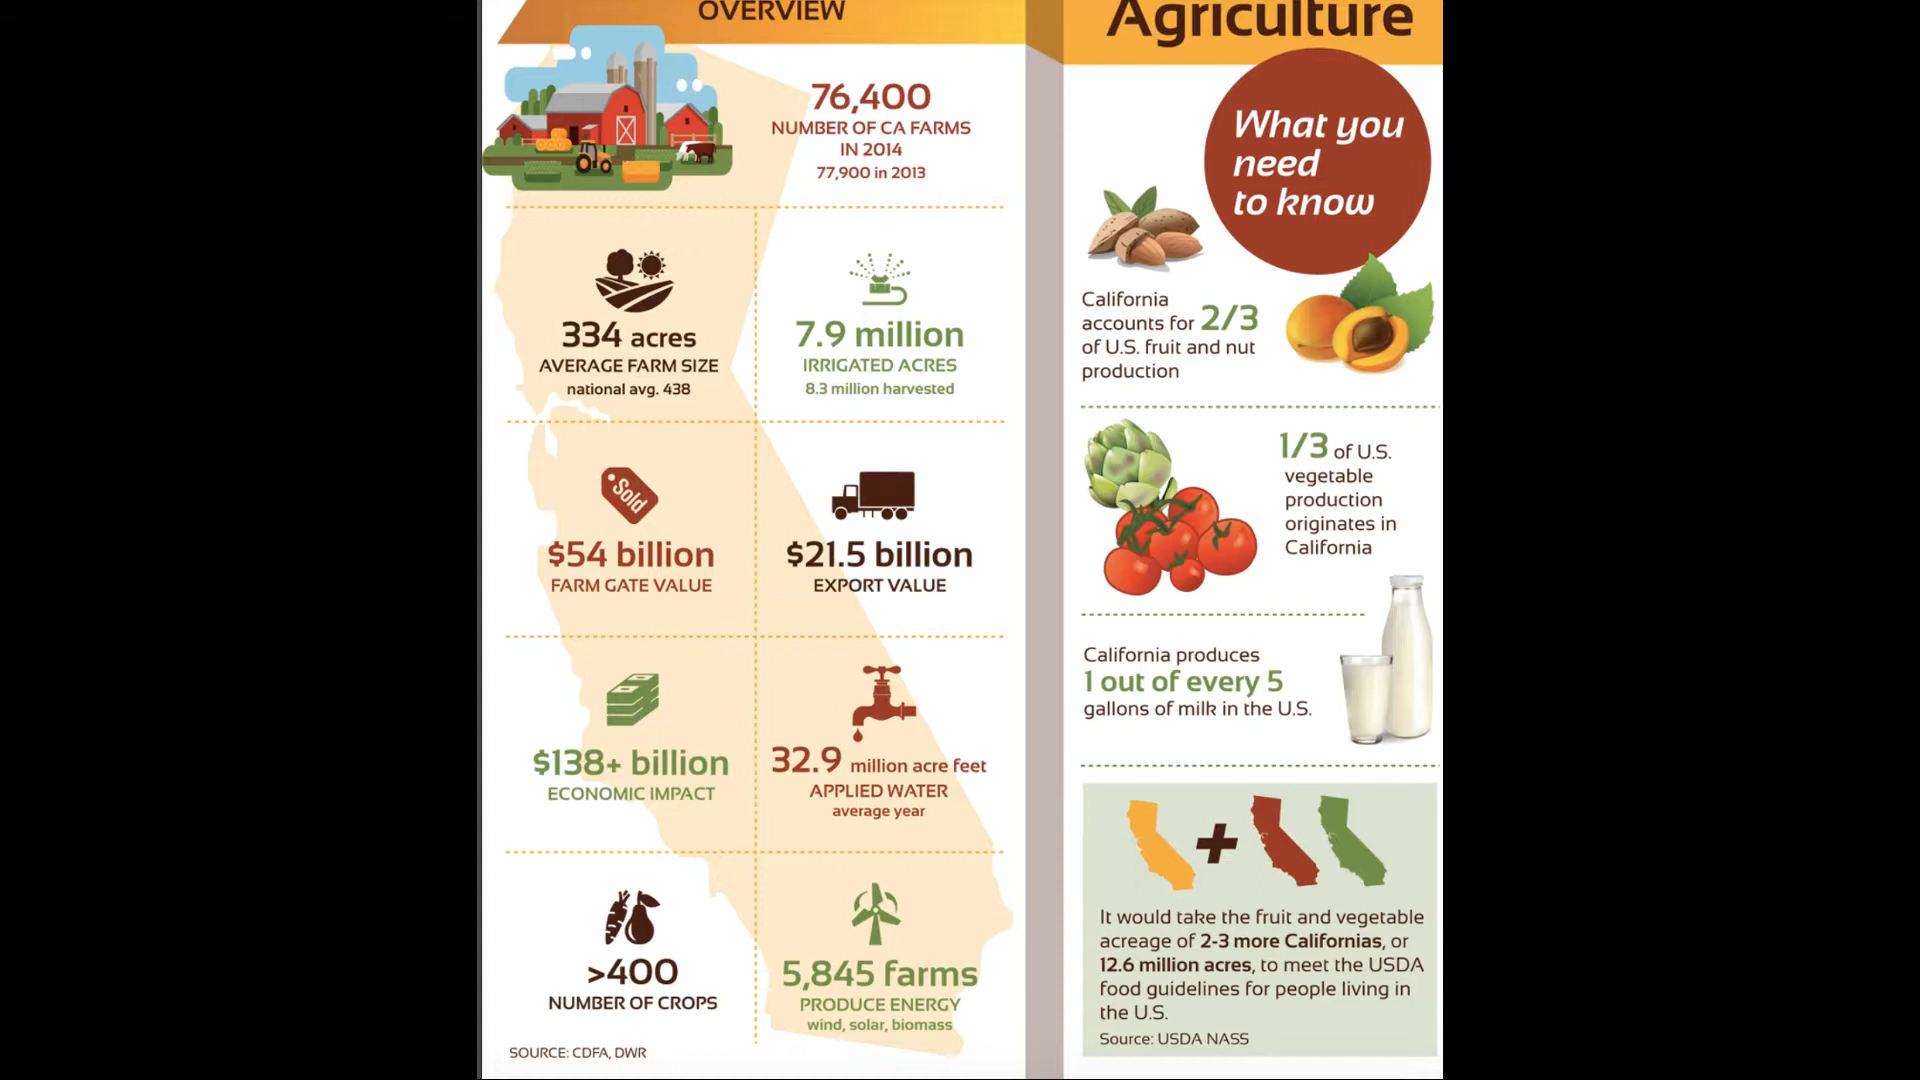 OVERVIEW
76,400
NUMBER OF CA FARMS
IN 2014
77,900 in 2013
334 acres
AVERAGE FARM SIZE
national avg. 438
7.9 million
IRRIGATED ACRES
8.3 million harvested
Sold
$54 billion
FARM GATE VALUE
$21.5 billion
EXPORT VALUE
$138+ billion
ECONOMIC IMPACT
32.9 million acre feet
APPLIED WATER
average year
>400
NUMBER OF CROPS
5,845 farms
PRODUCE ENERGY
wind, solar, biomass
SOURCE: CDFA, DWR
Agriculture
What you
need
to know
California
accounts for 2/3
of U.S. fruit and nut
production
1/3 of U.S.
vegetable
production
originates in
California
California produces
1 out of every 5
gallons of milk in the U.S.
+
It would take the fruit and vegetable
acreage of 2-3 more Californias, or
12.6 million acres, to meet the USDA
food guidelines for people living in
the U.S.
Source: USDA NASS